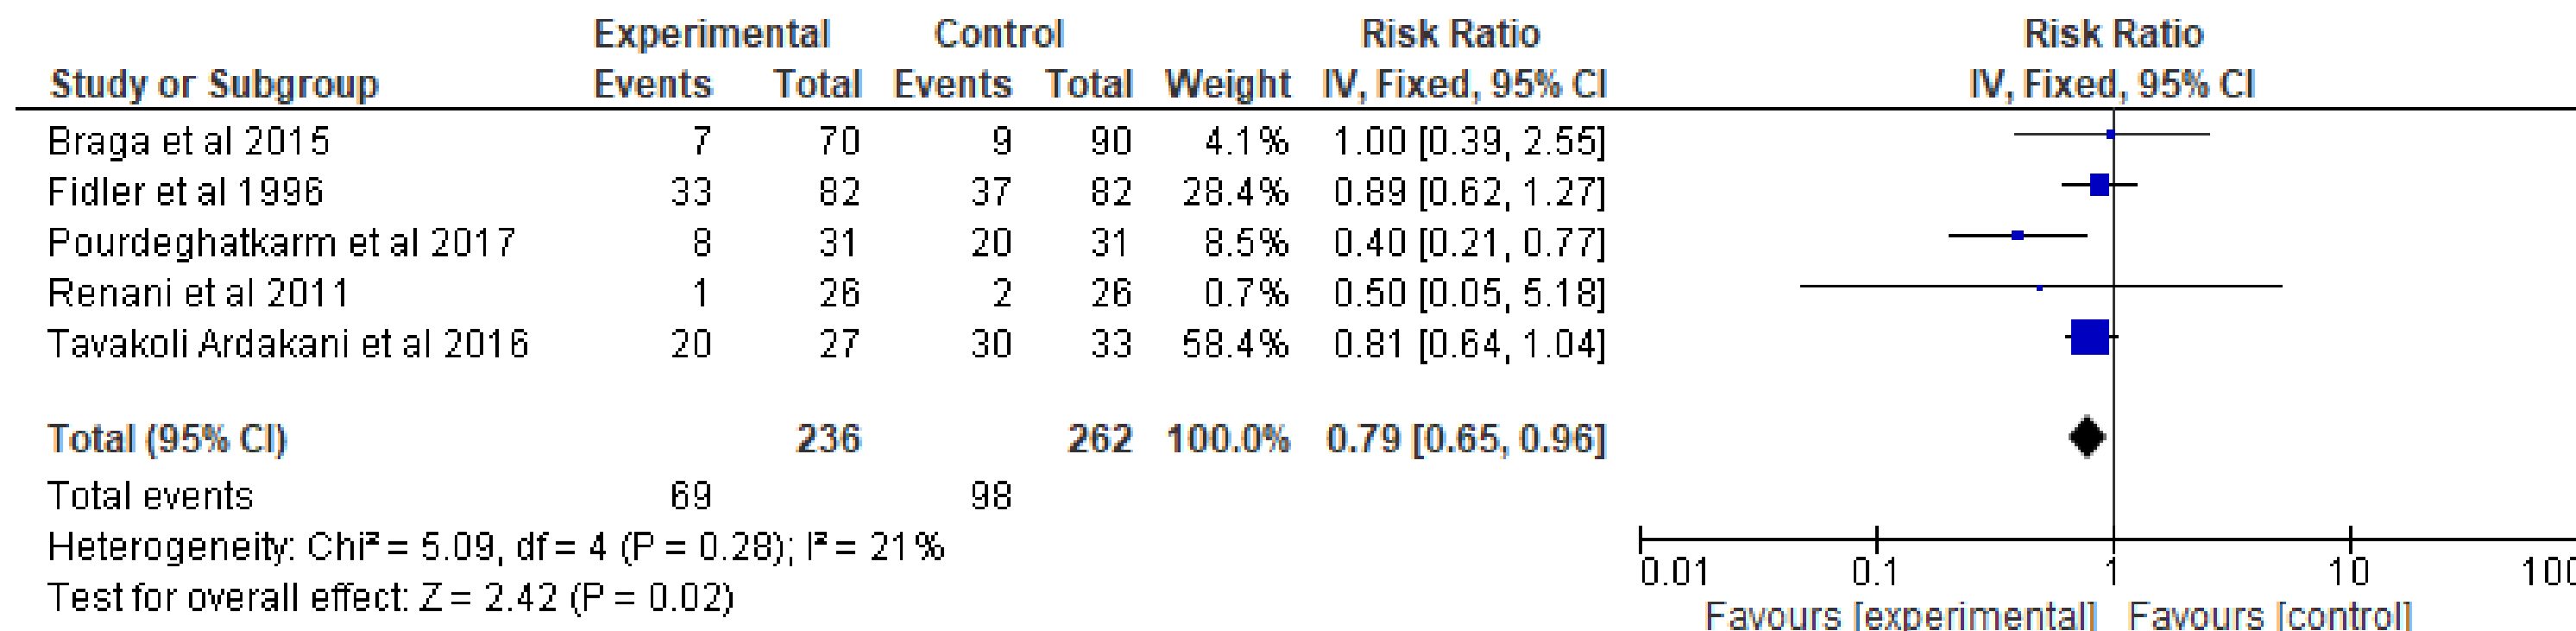 Experimental Control Risk Ratio Risk Ratio
Study or Subgroup Events Total Events Total Weight IV, Fixed, 95% CI IV, Fixed, 95% CI
Braga et al 2015 7 70 9 90 4.1% 1.00 [0.39, 2.55]
Fidler et al 1996 33 82 37 82 28.4% 0.89 [0.62, 1.27]
Pourdeghatkarm et al 2017 8 31 20 31 8.5% 0.40 [0.21, 0.77]
Renani et al 2011 1 26 2 26 0.7% 0.50 [0.05, 5.18]
Tavakoli Ardakani et al 2016 20 27 30 33 58.4% 0.81 [0.64, 1.04]
Total (95% CI) 236 262 100.0% 0.79 [0.65, 0.96]
Total events 69 98
Heterogeneity: Chi² = 5.09, df = 4 (P = 0.28); I² = 21%
Test for overall effect: Z = 2.42 (P = 0.02)
0.01 0.1 1 10 100
Favours [experimental] Favours [control]